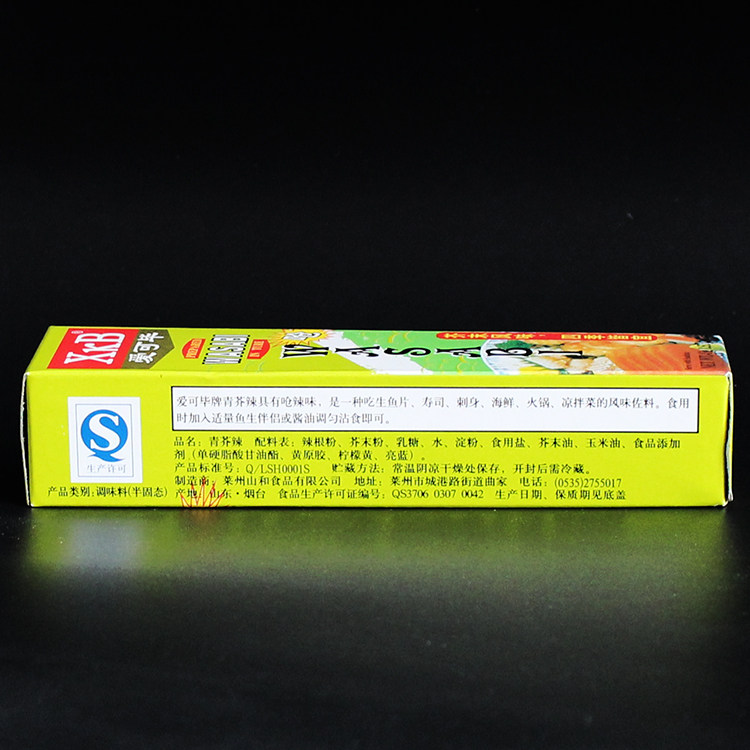 XKB
®
爱可毕
WASABI
WASABI
爱可毕牌青芥辣具有呛辣味，是一种吃生鱼片、寿司、刺身、海鲜、火锅、凉拌菜的风味佐料。食用
时加入适量鱼生伴侣或酱油调匀沾食即可。
品名：青芥辣 配料表：辣根粉、芥末粉、乳糖、水、淀粉、食用盐、芥末油、玉米油、食品添加
剂（单硬脂酸甘油酯、黄原胶、柠檬黄、亮蓝）。
产品标准号：Q/LSH0001S 贮藏方法：常温阴凉干燥处保存，开封后需冷藏。
制造商：莱州山和食品有限公司 地址：莱州市城港路街道曲家 电话：(0535)2755017
产地：山东·烟台 食品生产许可证编号：QS3706 0307 0042 生产日期、保质期见底盖
S
生产许可
产品类别：调味料(半固态)